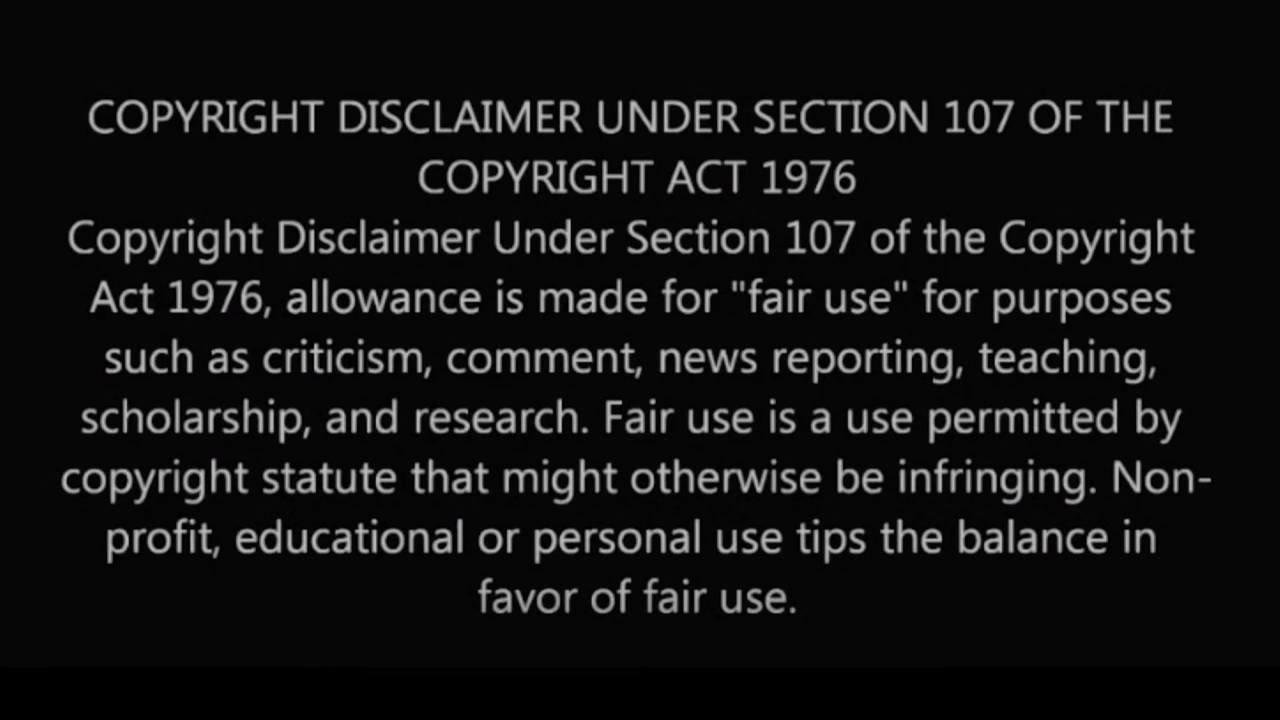 COPYRIGHT DISCLAIMER UNDER SECTION 107 OF THE
COPYRIGHT ACT 1976
Copyright Disclaimer Under Section 107 of the Copyright
Act 1976, allowance is made for "fair use" for purposes
such as criticism, comment, news reporting, teaching,
scholarship, and research. Fair use is a use permitted by
copyright statute that might otherwise be infringing. Non-
profit, educational or personal use tips the balance in
favor of fair use.